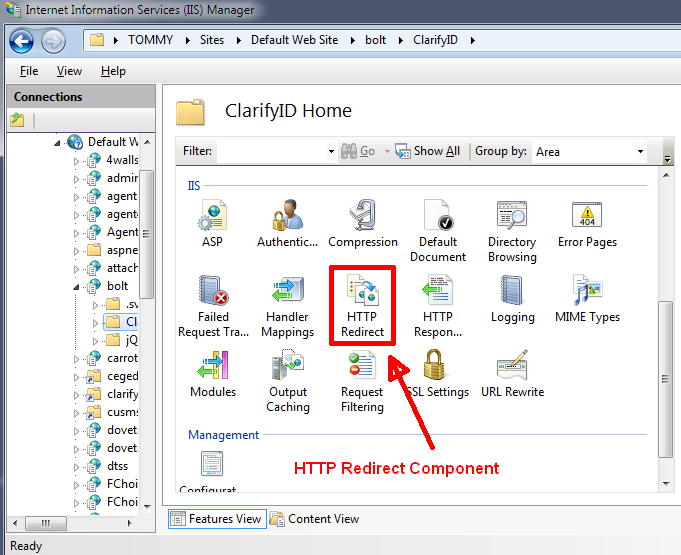 Internet Information Services (IIS) Manager
TOMMY Sites Default Web Site bolt ClarifyID
File View Help
Connections
Default W
4walls
admin
agent
agent
Agent
aspne
attach
bolt
.sv
Cl
jQ
carrot
ceged
clarify
cusms
dovet
dovet
dtss
FChoi
FChoi
ClarifyID Home
Filter: Go Show All Group by: Area
IIS
ASP Authentic... Compression Default Document Directory Browsing Error Pages
Failed Request Tra... Handler Mappings HTTP Redirect HTTP Respon... Logging MIME Types
Modules Output Caching Request Filtering SSL Settings URL Rewrite
404
Management
Configurat
HTTP Redirect Component
Features View Content View
Ready